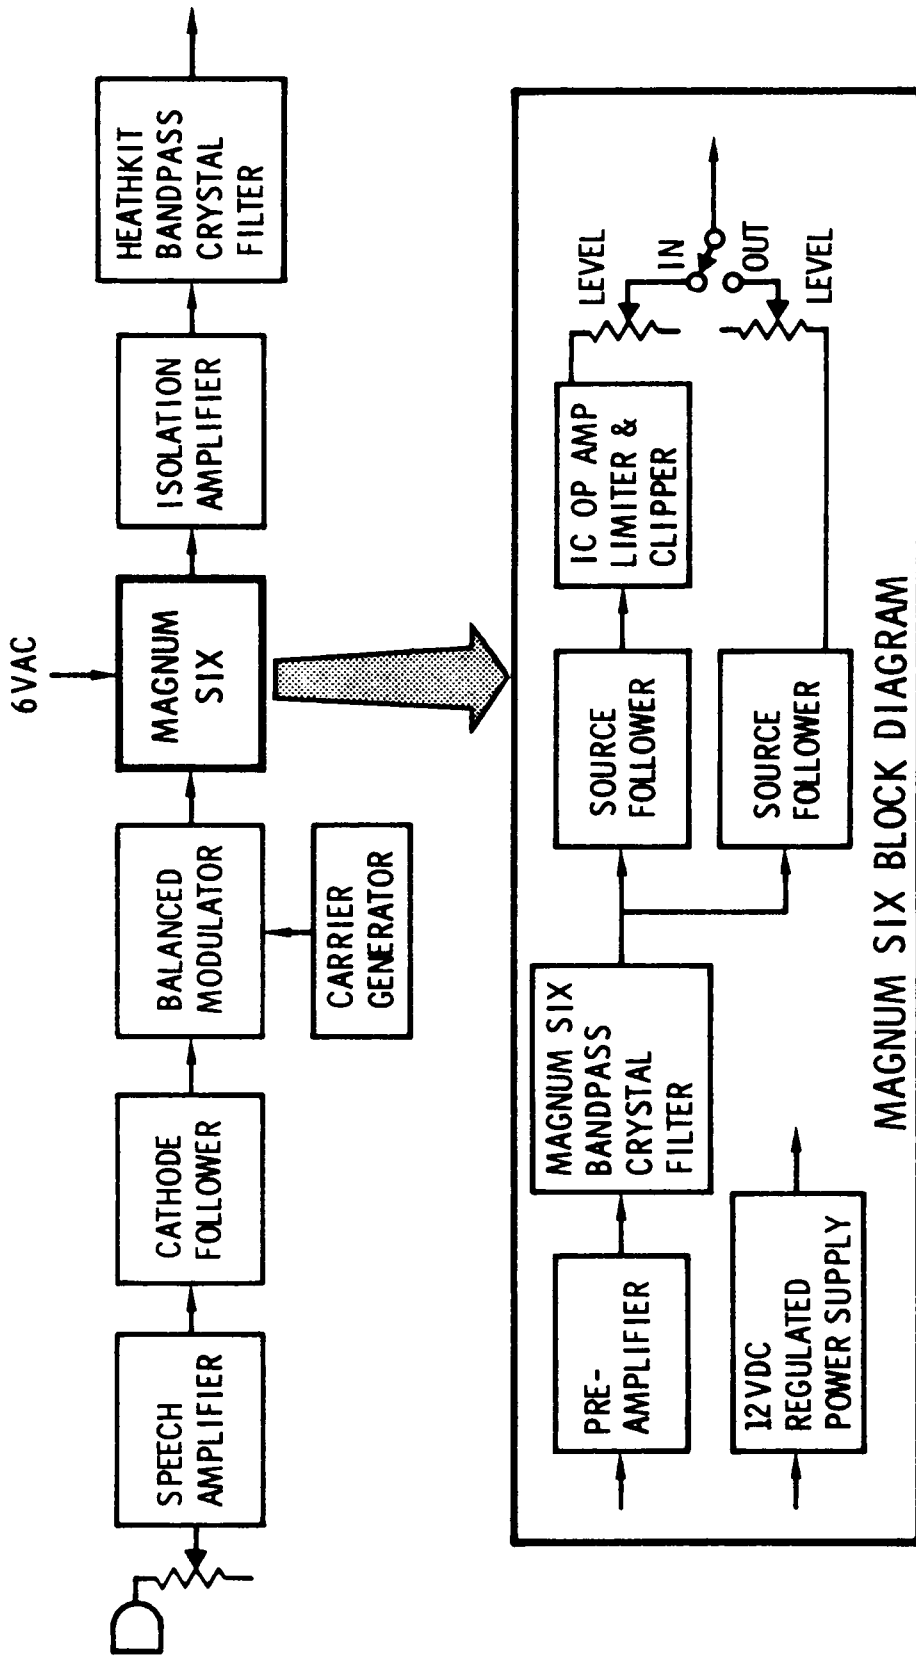 6VAC
SPEECH
AMPLIFIER
CATHODE
FOLLOWER
BALANCED
MODULATOR
MAGNUM
SIX
ISOLATION
AMPLIFIER
HEATHKIT
BANDPASS
CRYSTAL
FILTER
CARRIER
GENERATOR
PRE-
AMPLIFIER
MAGNUM SIX
BANDPASS
CRYSTAL
FILTER
SOURCE
FOLLOWER
IC OP AMP
LIMITER &
CLIPPER
LEVEL
IN
OUT
LEVEL
12VDC
REGULATED
POWER SUPPLY
SOURCE
FOLLOWER
MAGNUM SIX BLOCK DIAGRAM